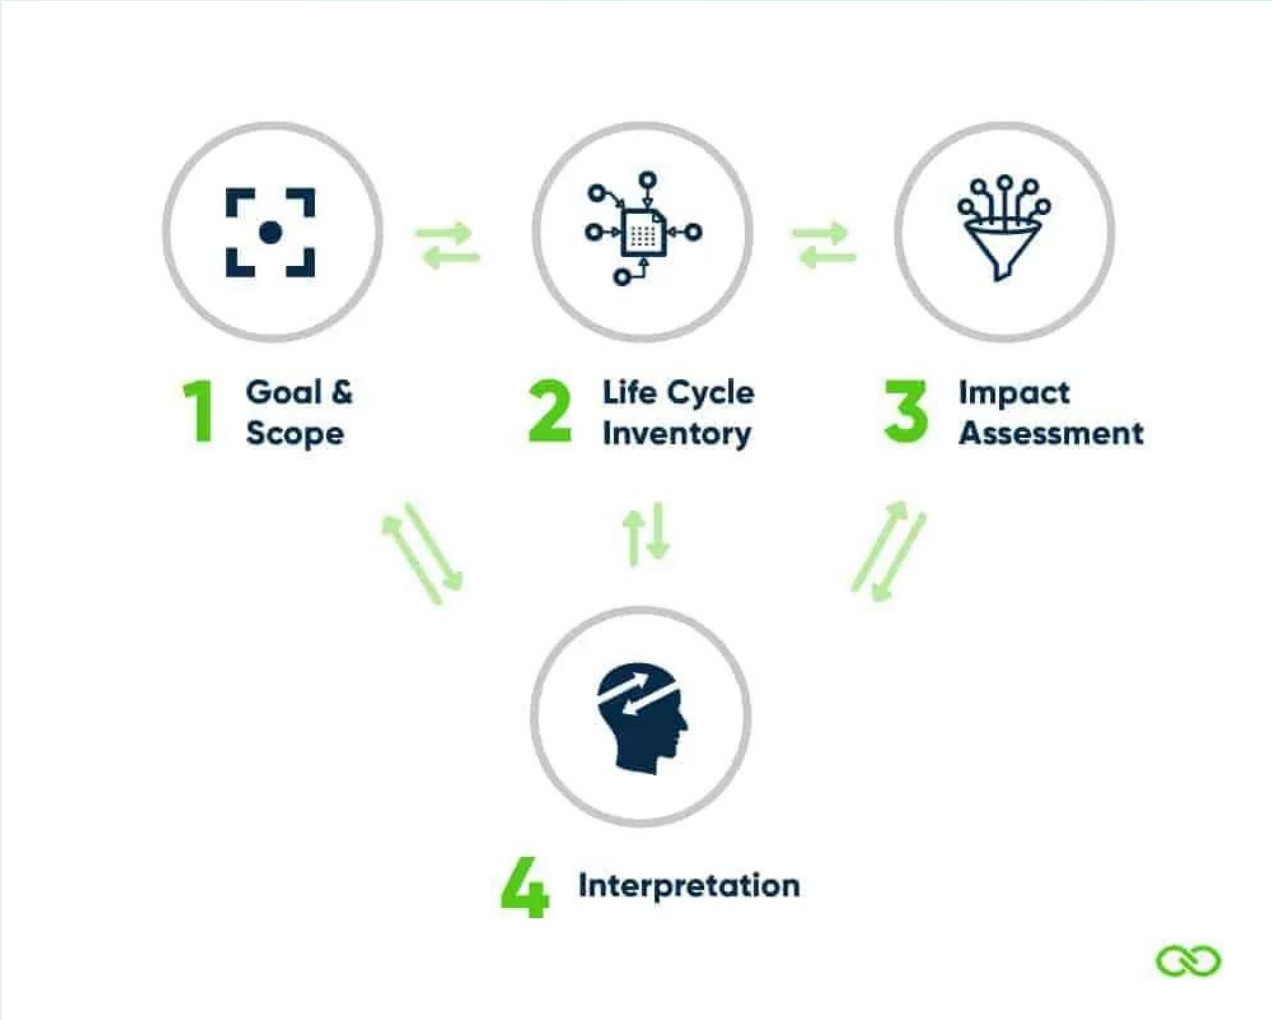 1 Goal &
Scope
2 Life Cycle
Inventory
3 Impact
Assessment
4 Interpretation